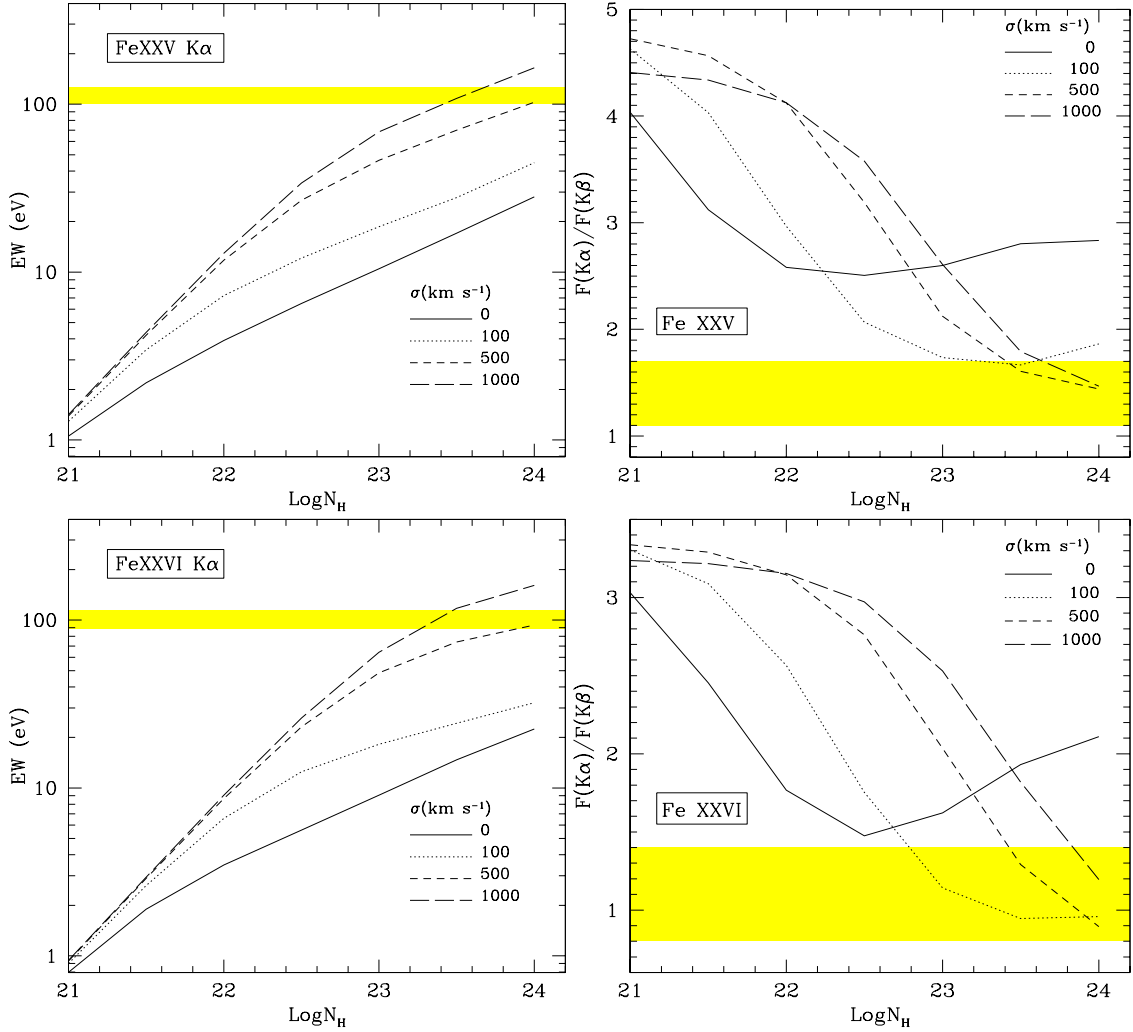 FeXXV Kα
100
10
1
EW (eV)
σ(km s⁻¹)
0
100
500
1000
21 22 23 24
LogN_H
5
4
3
2
1
F(Kα)/F(Kβ)
σ(km s⁻¹)
0
100
500
1000
Fe XXV
21 22 23 24
LogN_H
FeXXVI Kα
100
10
1
EW (eV)
σ(km s⁻¹)
0
100
500
1000
21 22 23 24
LogN_H
3
2
1
F(Kα)/F(Kβ)
σ(km s⁻¹)
0
100
500
1000
Fe XXVI
21 22 23 24
LogN_H